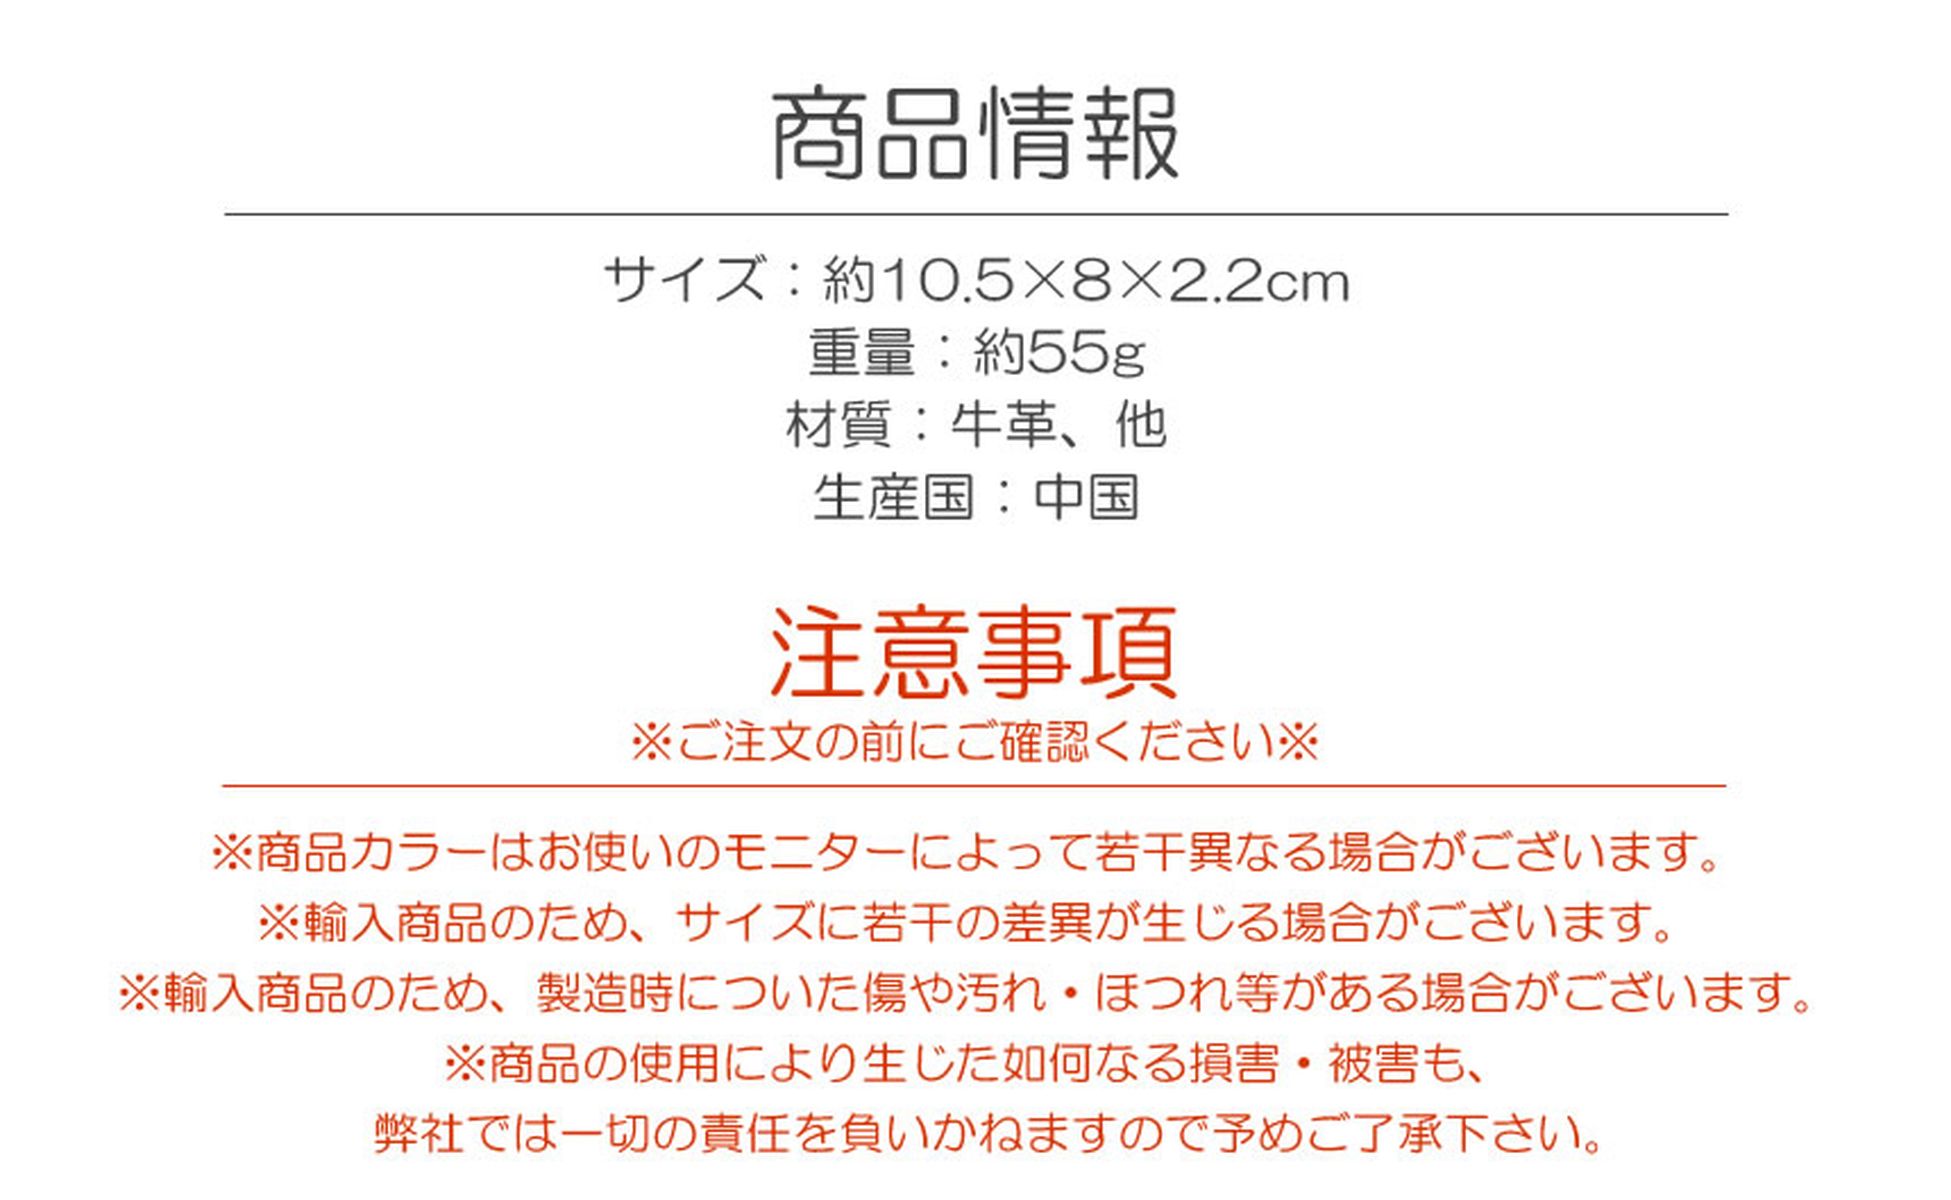 商品情報
サイズ：約10.5×8×2.2cm
重量：約55g
材質：牛革、他
生産国：中国
注意事項
※ご注文の前にご確認ください※
※商品カラーはお使いのモニターによって若干異なる場合がございます。
※輸入商品のため、サイズに若干の差異が生じる場合がございます。
※輸入商品のため、製造時についた傷や汚れ・ほつれ等がある場合がございます。
※商品の使用により生じた如何なる損害・被害も、
弊社では一切の責任を負いかねますので予めご了承下さい。